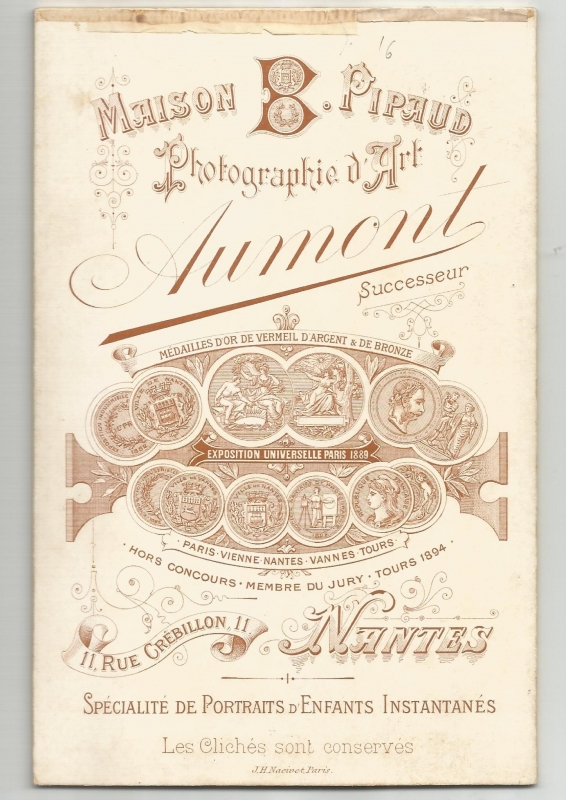 16
MAISON B. PIPAUD
Photographie d'Art
Aumont
Successeur
MÉDAILLES D'OR DE VERMEIL D'ARGENT & DE BRONZE
EXPOSITION UNIVERSELLE PARIS 1889
PARIS · VIENNE · NANTES · VANNES · TOURS
· HORS CONCOURS · MEMBRE DU JURY · TOURS 1894 ·
11, RUE CRÉBILLON, 11
NANTES
SPÉCIALITÉ DE PORTRAITS D'ENFANTS INSTANTANÉS
Les Clichés sont conservés
J.H. Nacivet, Paris.